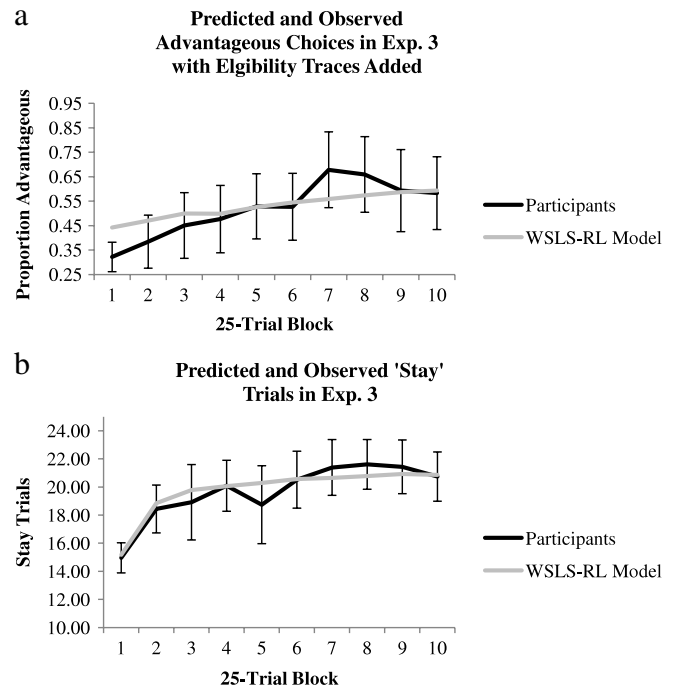 a
Predicted and Observed
Advantageous Choices in Exp. 3
with Elgibility Traces Added
Proportion Advantageous
0.95
0.85
0.75
0.65
0.55
0.45
0.35
0.25
1 2 3 4 5 6 7 8 9 10
25-Trial Block
Participants
WSLS-RL Model
b
Predicted and Observed 'Stay'
Trials in Exp. 3
Stay Trials
24.00
22.00
20.00
18.00
16.00
14.00
12.00
10.00
1 2 3 4 5 6 7 8 9 10
25-Trial Block
Participants
WSLS-RL Model